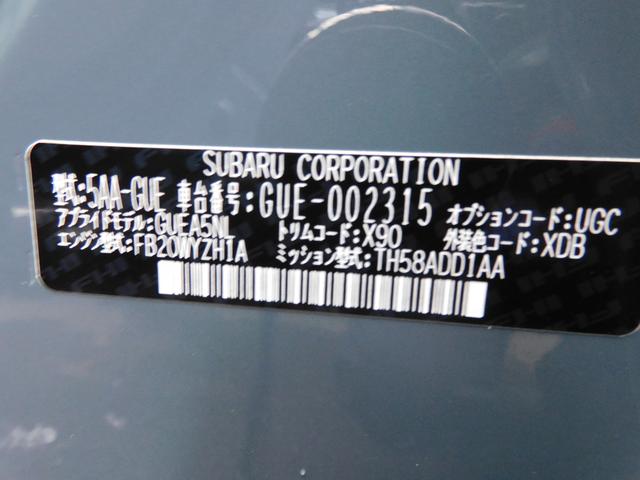 SUBARU CORPORATION
型式:5AA-GUE 車台番号:GUE-002315 オプションコード:UGC
アプライドモデル:GUEA5NL トリムコード:X90 外装色コード:XDB
エンジン型式:FB20WYZH1A ミッション型式:TH58ADD1AA